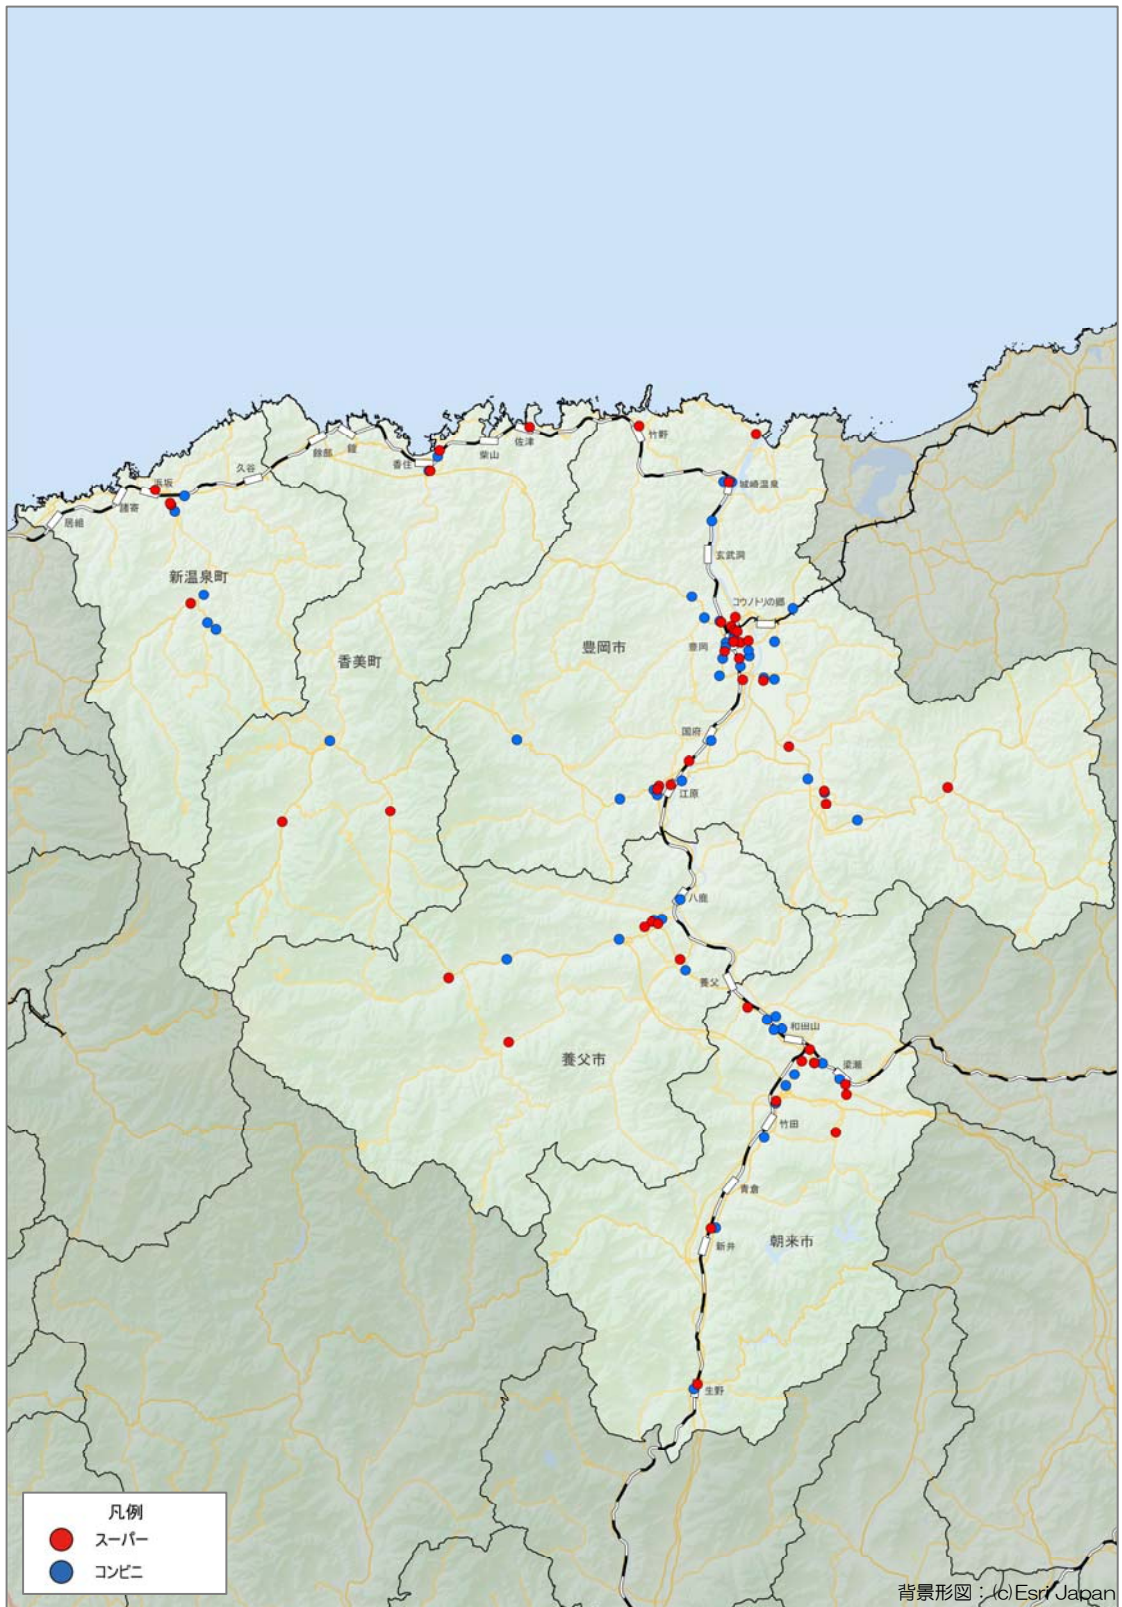 佐津
竹野
柴山
餘部
鎧
香住
久谷
浜坂
諸寄
居組
城崎温泉
玄武洞
新温泉町
コウノトリの郷
豊岡市
豊岡
香美町
国府
江原
八鹿
養父
和田山
養父市
梁瀬
竹田
青倉
朝来市
新井
生野
凡例
スーパー
コンビニ
背景形図：(c)Esri Japan